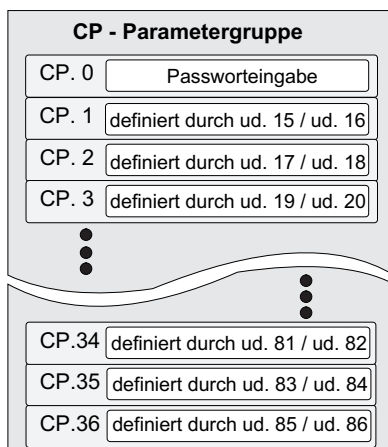 CP - Parametergruppe
CP. 0 Passworteingabe
CP. 1 definiert durch ud. 15 / ud. 16
CP. 2 definiert durch ud. 17 / ud. 18
CP. 3 definiert durch ud. 19 / ud. 20
CP.34 definiert durch ud. 81 / ud. 82
CP.35 definiert durch ud. 83 / ud. 84
CP.36 definiert durch ud. 85 / ud. 86